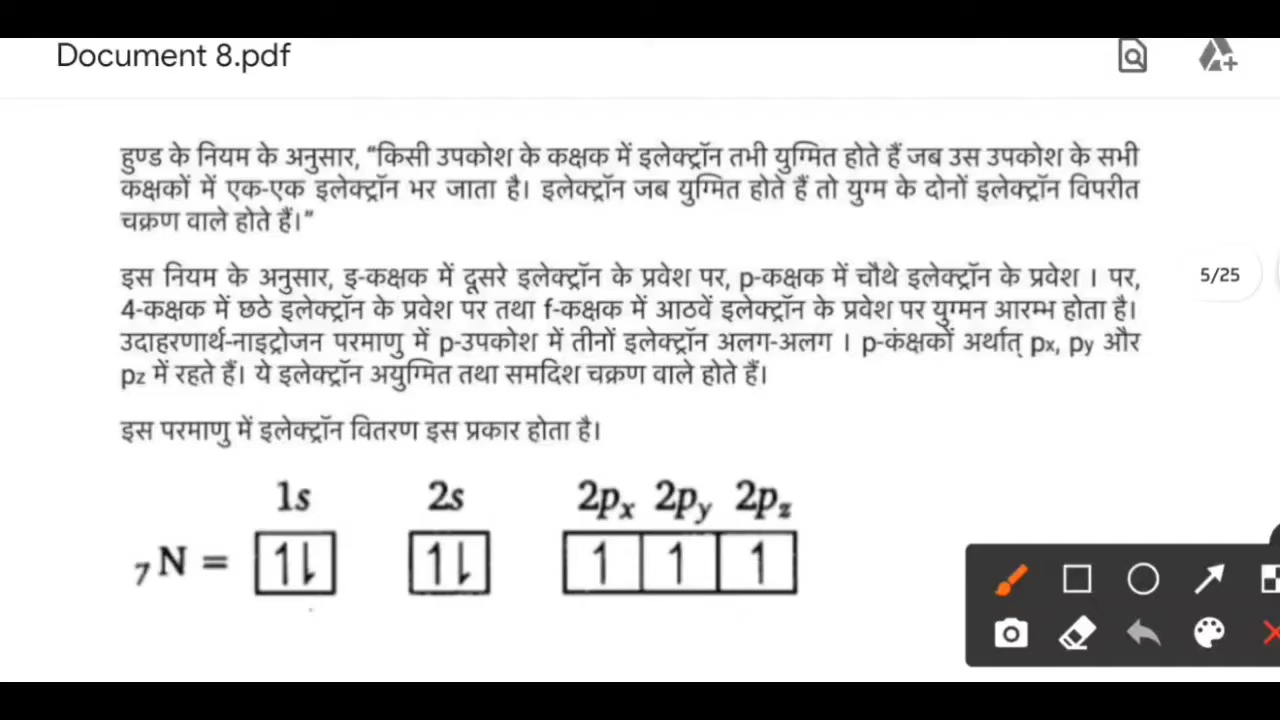 Document 8.pdf
हुण्ड के नियम के अनुसार, “किसी उपकोश के कक्षक में इलेक्ट्रॉन तभी युग्मित होते हैं जब उस उपकोश के सभी
कक्षकों में एक-एक इलेक्ट्रॉन भर जाता है। इलेक्ट्रॉन जब युग्मित होते हैं तो युग्म के दोनों इलेक्ट्रॉन विपरीत
चक्रण वाले होते हैं।”
इस नियम के अनुसार, इ-कक्षक में दूसरे इलेक्ट्रॉन के प्रवेश पर, p-कक्षक में चौथे इलेक्ट्रॉन के प्रवेश । पर,
5/25
4-कक्षक में छठे इलेक्ट्रॉन के प्रवेश पर तथा f-कक्षक में आठवें इलेक्ट्रॉन के प्रवेश पर युग्मन आरम्भ होता है।
उदाहरणार्थ-नाइट्रोजन परमाणु में p-उपकोश में तीनों इलेक्ट्रॉन अलग-अलग । p-कंक्षकों अर्थात् px, py और
pz में रहते हैं। ये इलेक्ट्रॉन अयुग्मित तथा समदिश चक्रण वाले होते हैं।
इस परमाणु में इलेक्ट्रॉन वितरण इस प्रकार होता है।
1s 2s 2pₓ 2py 2pz
₇N = 1⇂ 1⇂ 1 1 1